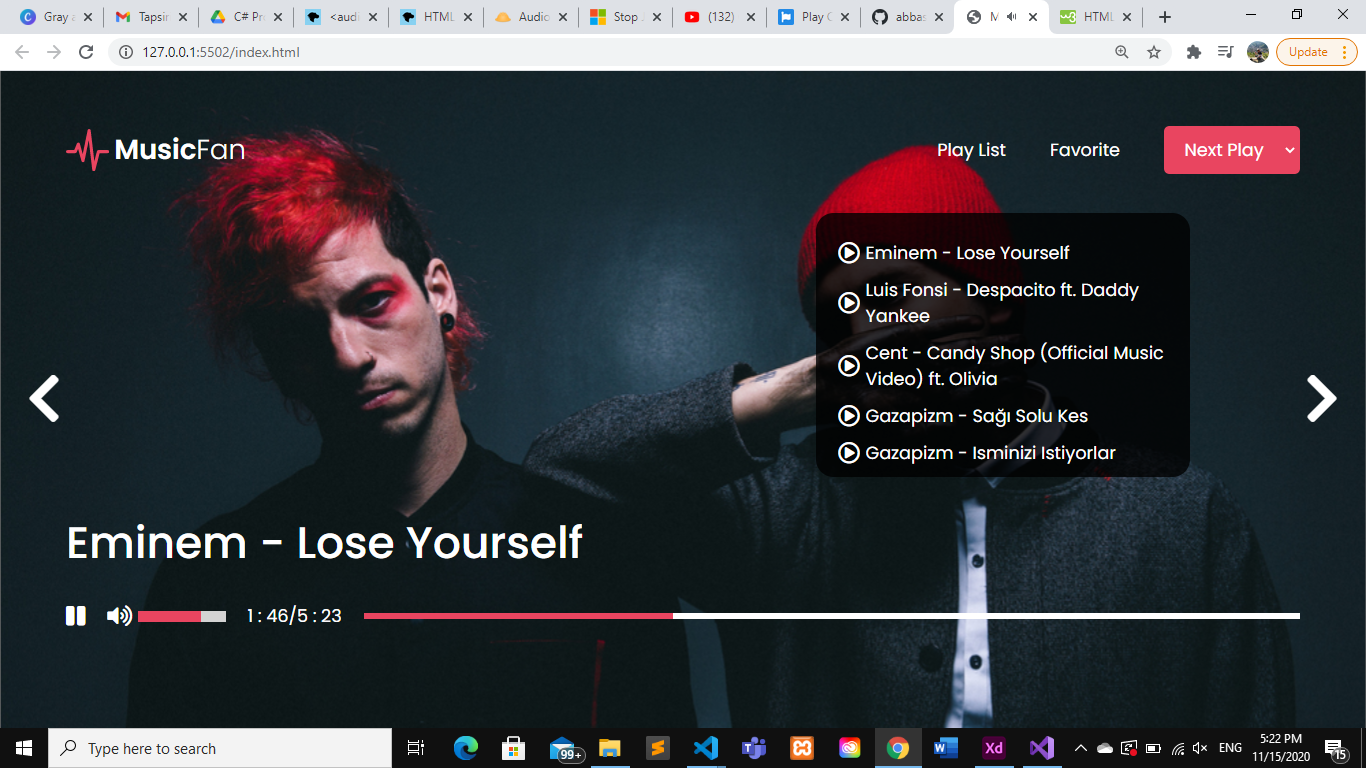 Gray a
Tapsir
C# Pr
<audi
HTML
Audio
Stop
(132)
Play
abbas
M
HTML
127.0.0.1:5502/index.html
Update
MusicFan
Play List
Favorite
Next Play
Eminem - Lose Yourself
Luis Fonsi - Despacito ft. Daddy
Yankee
Cent - Candy Shop (Official Music
Video) ft. Olivia
Gazapizm - Sağı Solu Kes
Gazapizm - Isminizi Istiyorlar
Eminem - Lose Yourself
1 : 46/5 : 23
Type here to search
99+
Xd
ENG
5:22 PM
11/15/2020
15